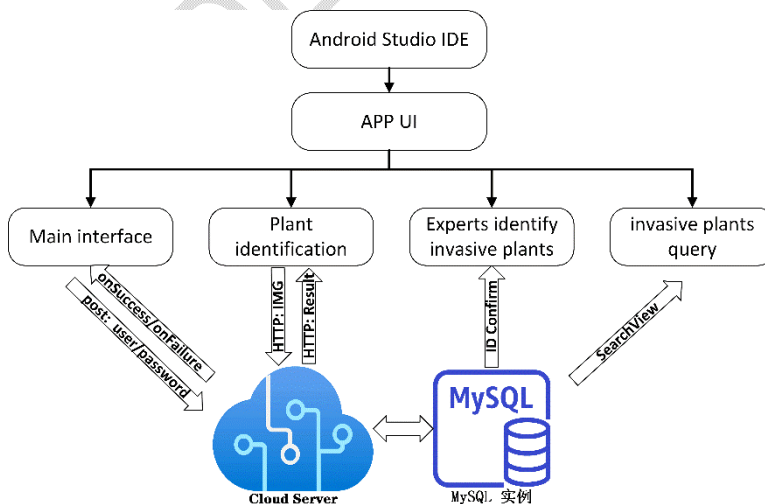 Android Studio IDE
APP UI
Main interface
Plant
identification
Experts identify
invasive plants
invasive plants
query
onSuccess/onFailure
post: user/password
HTTP: IMG
HTTP: Result
ID Confirm
SearchView
MySQL
Cloud Server
MySQL 实例